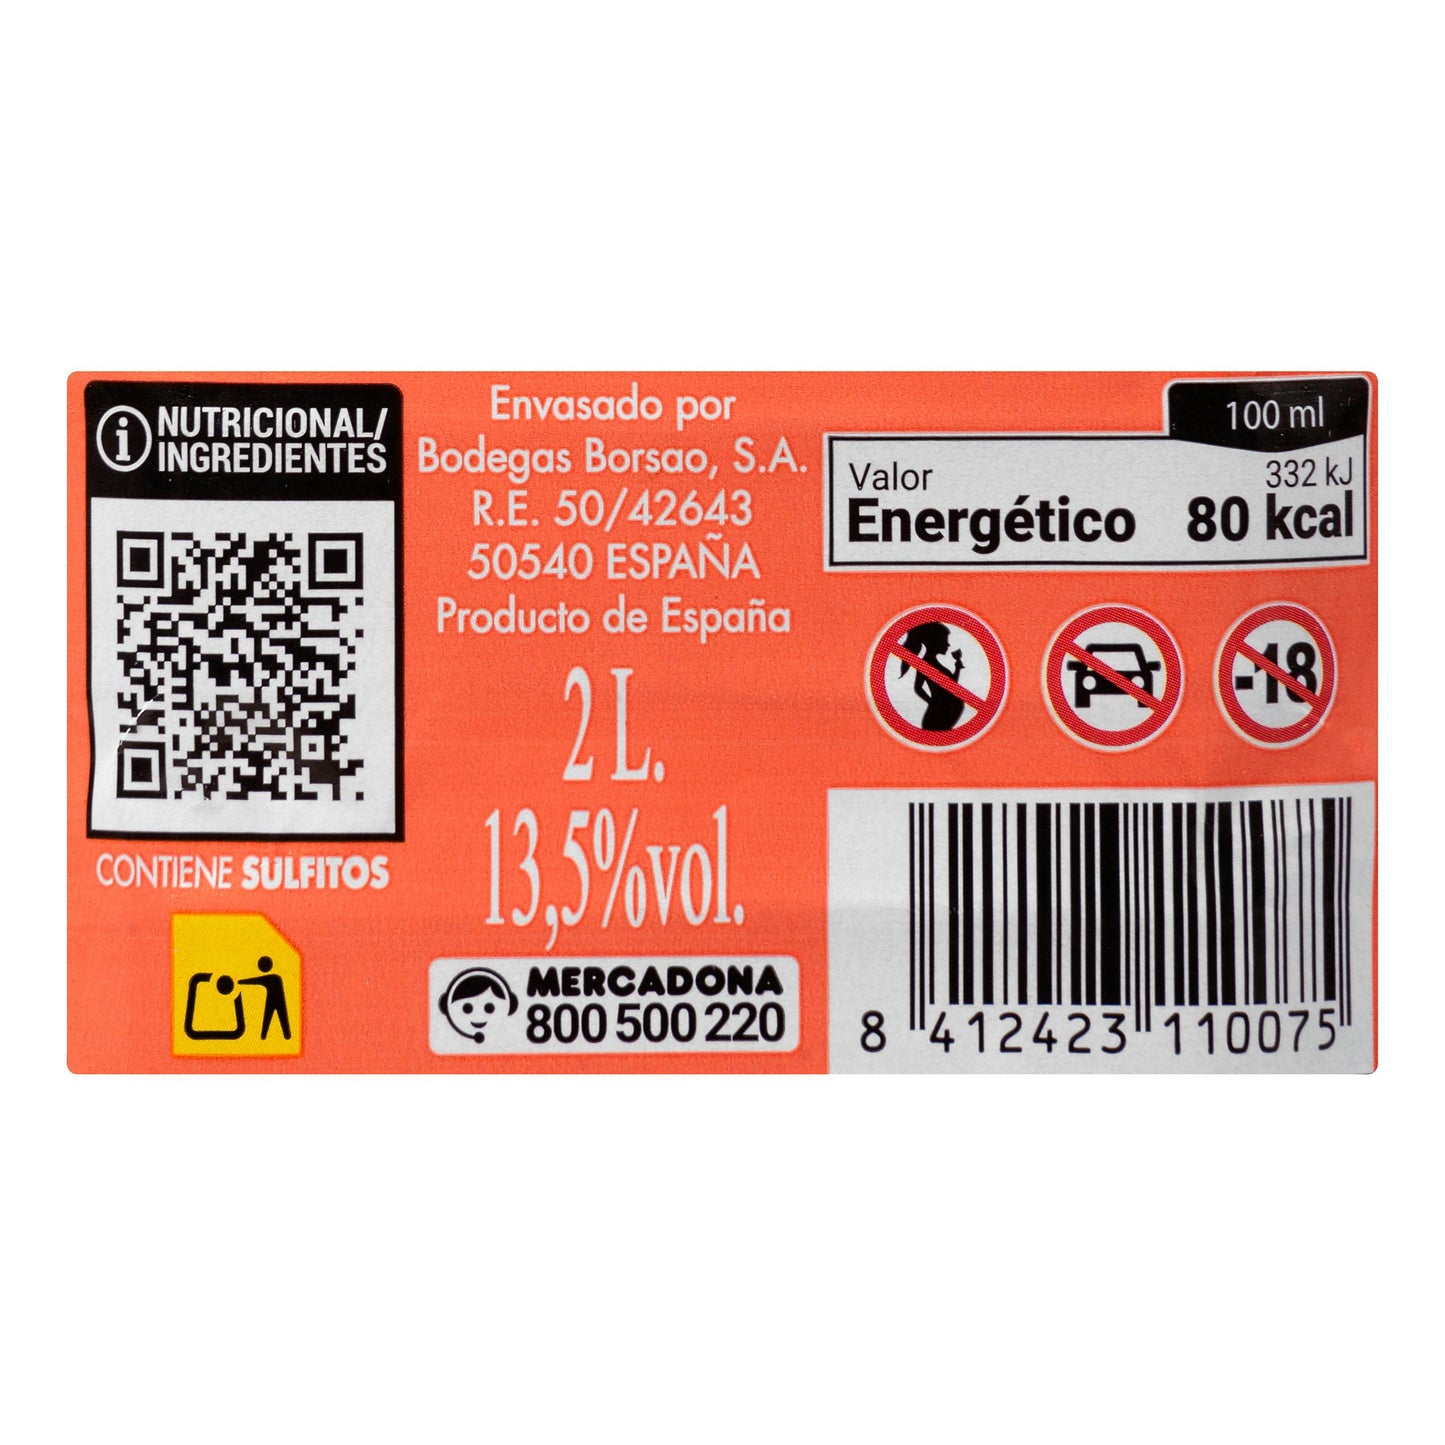 i NUTRICIONAL/
INGREDIENTES
CONTIENE SULFITOS
Envasado por
Bodegas Borsao, S.A.
R.E. 50/42643
50540 ESPAÑA
Producto de España
2 L.
13,5%vol.
MERCADONA
800 500 220
100 ml
Valor 332 kJ
Energético 80 kcal
-18
8 412423 110075